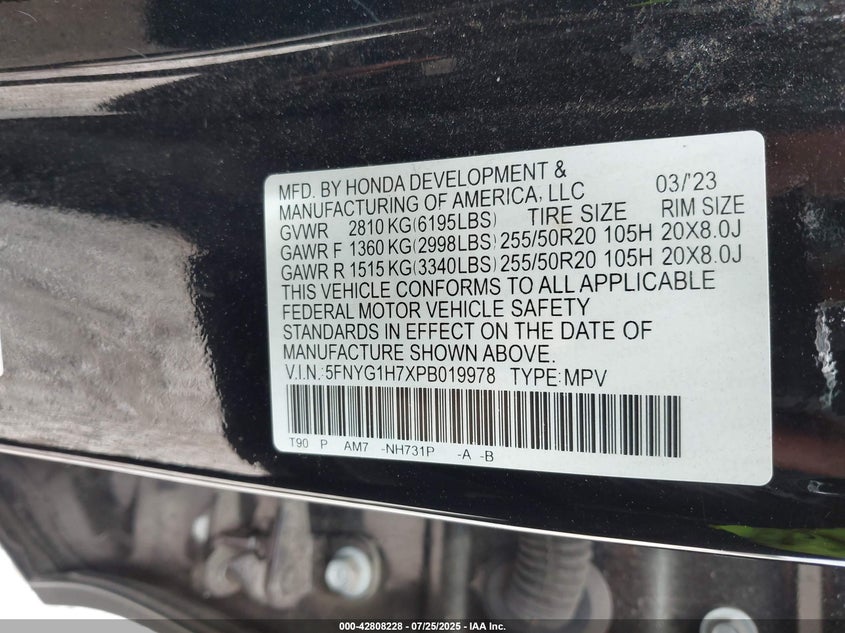 MFD. BY HONDA DEVELOPMENT & 03/'23
MANUFACTURING OF AMERICA, LLC
GVWR 2810 KG(6195LBS) TIRE SIZE RIM SIZE
GAWR F 1360 KG(2998LBS) 255/50R20 105H 20X8.0J
GAWR R 1515 KG(3340LBS) 255/50R20 105H 20X8.0J
THIS VEHICLE CONFORMS TO ALL APPLICABLE
FEDERAL MOTOR VEHICLE SAFETY
STANDARDS IN EFFECT ON THE DATE OF
MANUFACTURE SHOWN ABOVE.
V.I.N.:5FNYG1H7XPB019978 TYPE:MPV
T90 P AM7 -NH731P -A -B
000-42808228 - 07/25/2025 - IAA Inc.